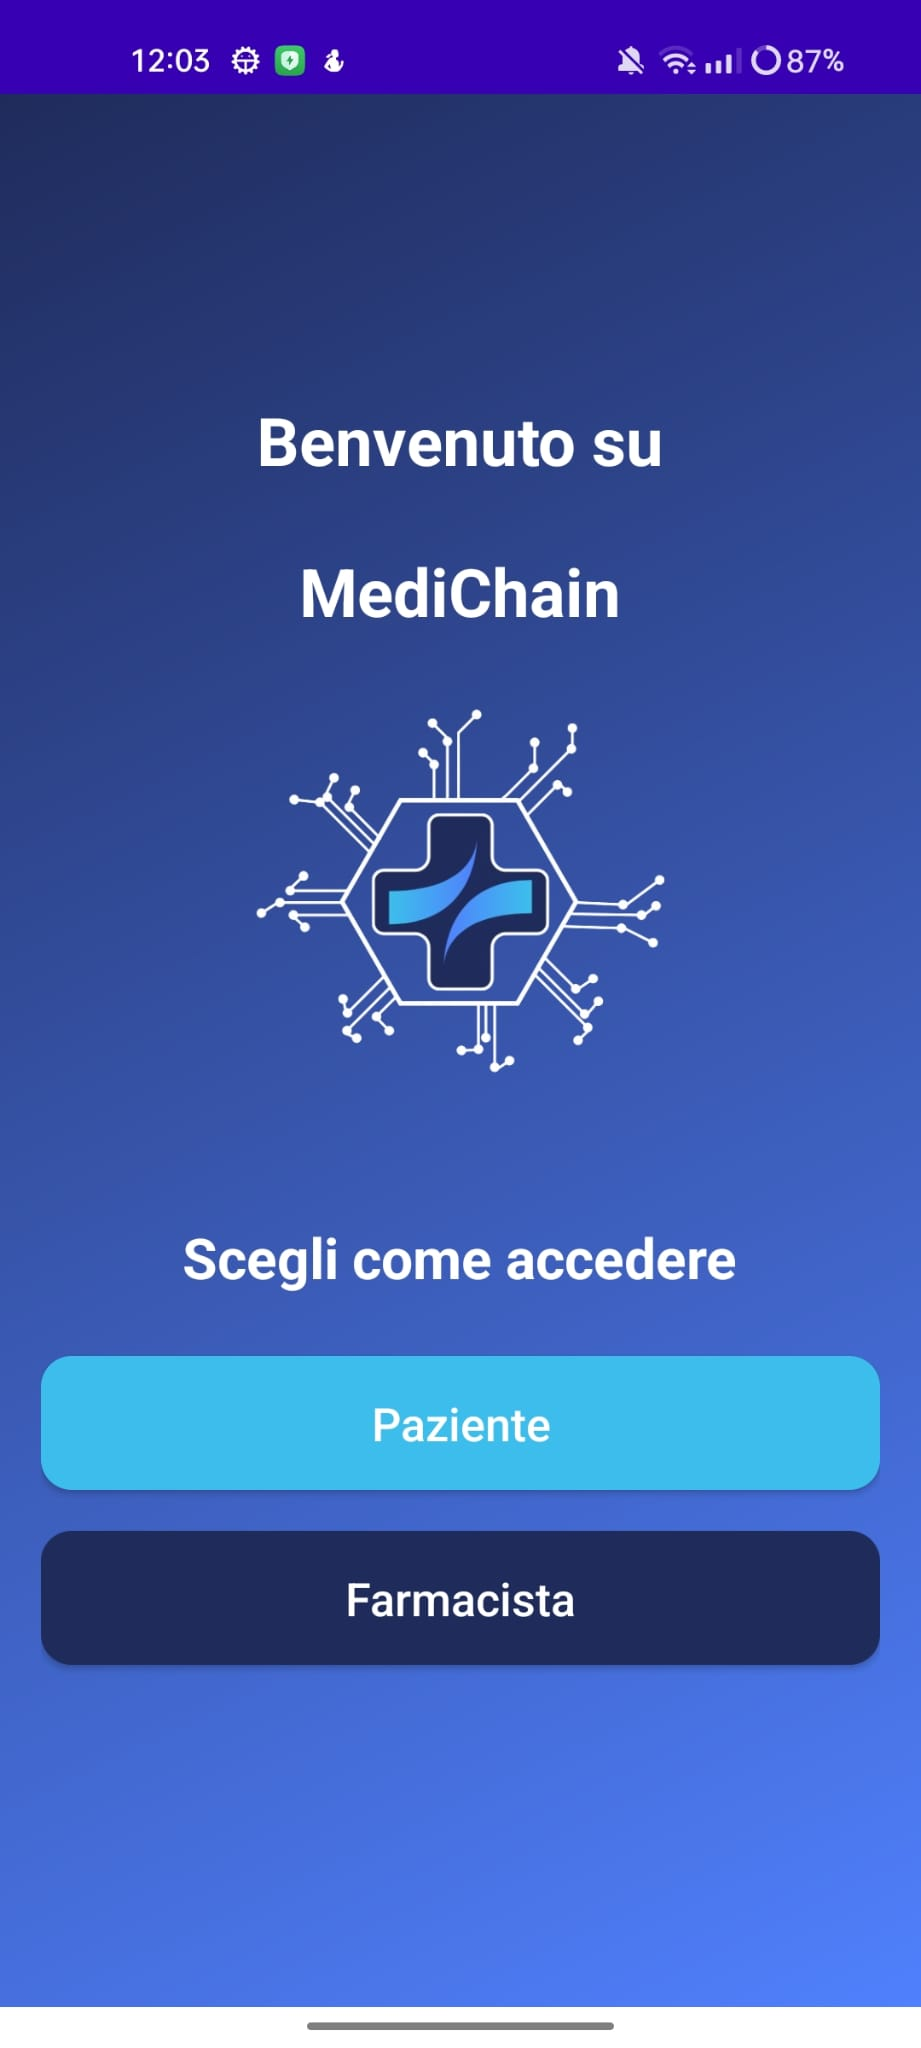 12:03 87%
Benvenuto su
MediChain
Scegli come accedere
Paziente
Farmacista